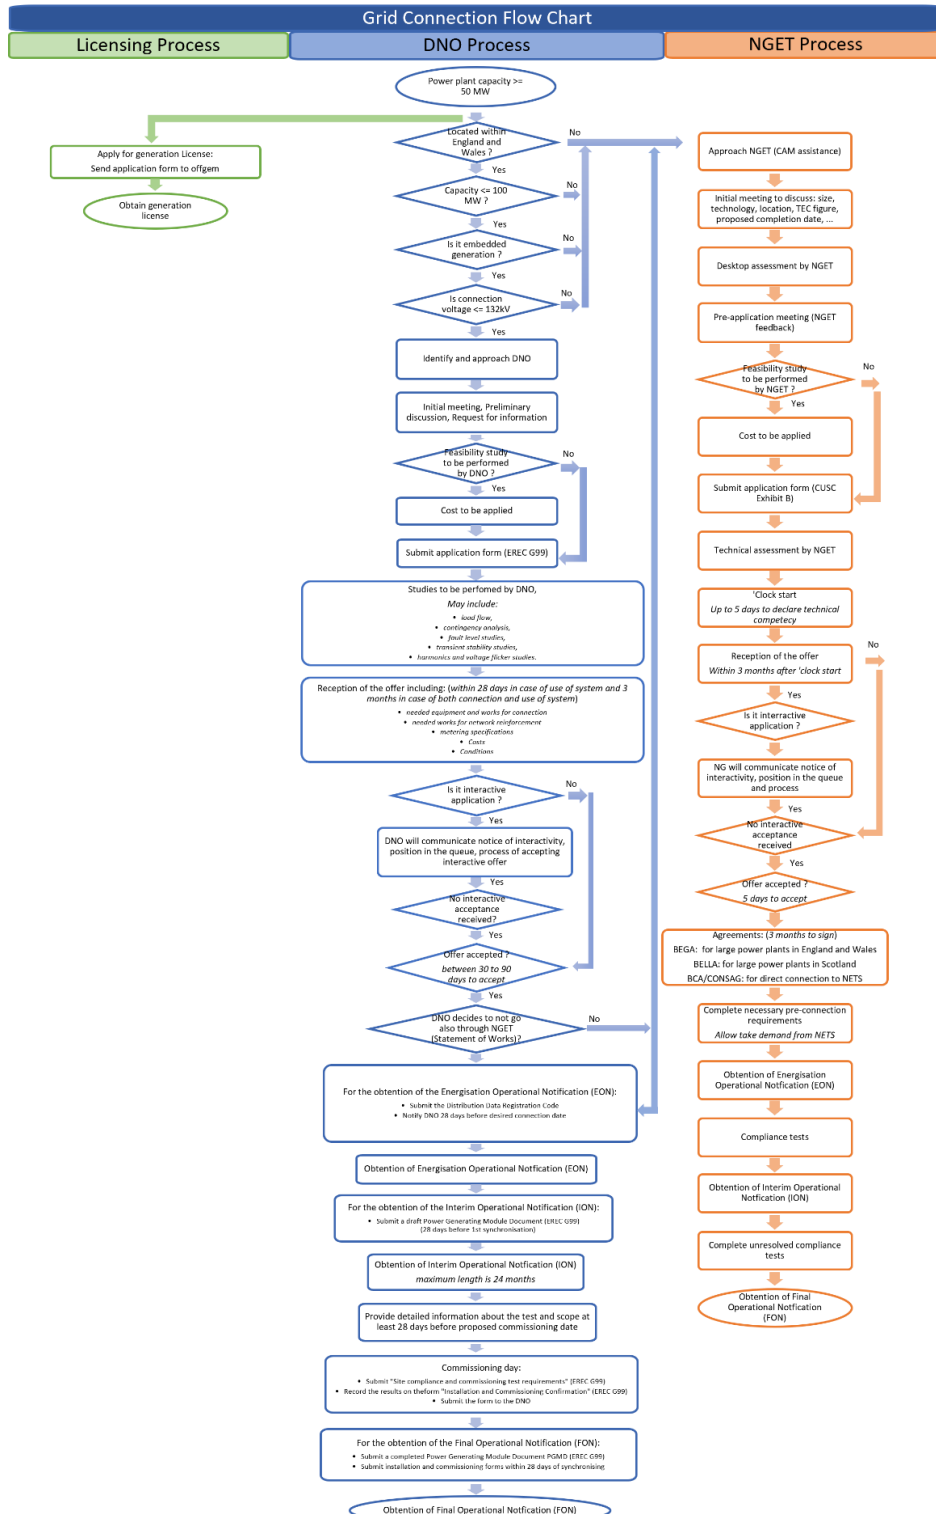 Grid Connection Flow Chart
Licensing Process
DNO Process
NGET Process
Power plant capacity >=
50 MW
Located within
England and
Wales ?
No
Yes
Apply for generation License:
Send application form to offgem
Obtain generation
license
Capacity <= 100
MW ?
No
Yes
Is it embedded
generation ?
No
Yes
Is connection
voltage <= 132kV
No
Yes
Identify and approach DNO
Initial meeting, Preliminary
discussion, Request for information
Feasibility study
to be performed
by DNO ?
No
Yes
Cost to be applied
Submit application form (EREC G99)
Studies to be perfomed by DNO,
May include:
• load flow,
• contingency analysis,
• fault level studies,
• transient stability studies,
• harmonics and voltage flicker studies.
Reception of the offer including: (within 28 days in case of use of system and 3
months in case of both connection and use of system)
• needed equipment and works for connection
• needed works for network reinforcement
• metering specifications
• Costs
• Conditions
Is it interactive
application ?
No
Yes
DNO will communicate notice of interactivity,
position in the queue, process of accepting
interactive offer
Yes
No interactive
acceptance
received?
Yes
Offer accepted ?
between 30 to 90
days to accept
Yes
DNO decides to not go
also through NGET
(Statement of Works)?
No
For the obtention of the Energisation Operational Notification (EON):
• Submit the Distribution Data Registration Code
• Notify DNO 28 days before desired connection date
Obtention of Energisation Operational Notfication (EON)
For the obtention of the Interim Operational Notification (ION):
• Submit a draft Power Generating Module Document (EREC G99)
(28 days before 1st synchronisation)
Obtention of Interim Operational Notfication (ION)
maximum length is 24 months
Provide detailed information about the test and scope at
least 28 days before proposed commissioning date
Commissioning day:
• Submit "Site compliance and commissioning test requirements" (EREC G99)
• Record the results on theform "Installation and Commissioning Confirmation" (EREC G99)
• Submit the form to the DNO
For the obtention of the Final Operational Notification (FON):
• Submit a completed Power Generating Module Document PGMD (EREC G99)
• Submit installation and commissioning forms within 28 days of synchronising
Obtention of Final Operational Notfication (FON)
Approach NGET (CAM assistance)
Initial meeting to discuss: size,
technology, location, TEC figure,
proposed completion date, ...
Desktop assessment by NGET
Pre-application meeting (NGET
feedback)
Feasibility study
to be performed
by NGET ?
No
Yes
Cost to be applied
Submit application form (CUSC
Exhibit B)
Technical assessment by NGET
'Clock start
Up to 5 days to declare technical
competecy
Reception of the offer
Within 3 months after 'clock start
No
Yes
Is it interractive
application ?
NG will communicate notice of
interactivity, position in the queue
and process
Yes
No interactive
acceptance
received
Yes
Offer accepted ?
5 days to accept
Agreements: (3 months to sign)
BEGA: for large power plants in England and Wales
BELLA: for large power plants in Scotland
BCA/CONSAG: for direct connection to NETS
Complete necessary pre-connection
requirements
Allow take demand from NETS
Obtention of Energisation
Operational Notfication (EON)
Compliance tests
Obtention of Interim Operational
Notfication (ION)
Complete unresolved compliance
tests
Obtention of Final
Operational Notfication
(FON)